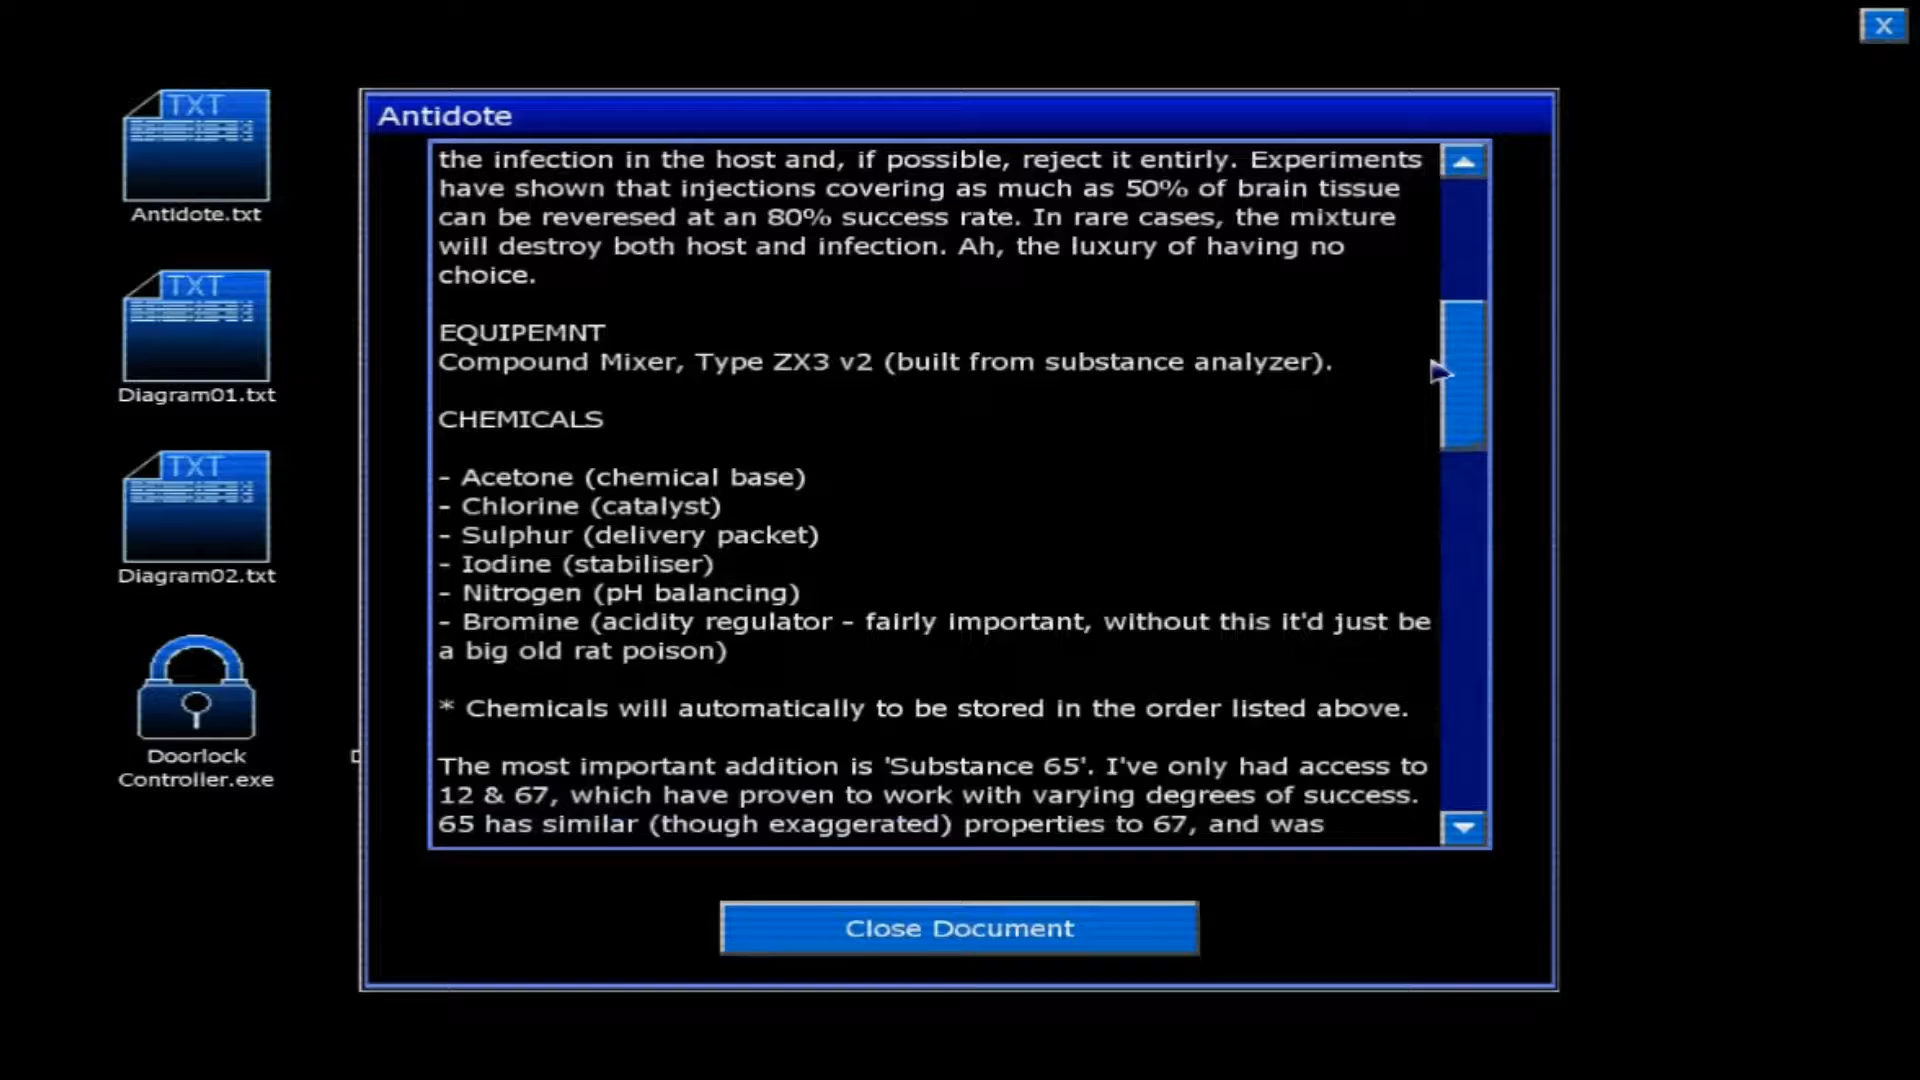 X
TXT
Antidote.txt
TXT
Diagram01.txt
TXT
Diagram02.txt
Doorlock
Controller.exe
Antidote
the infection in the host and, if possible, reject it entirly. Experiments
have shown that injections covering as much as 50% of brain tissue
can be reveresed at an 80% success rate. In rare cases, the mixture
will destroy both host and infection. Ah, the luxury of having no
choice.
EQUIPEMNT
Compound Mixer, Type ZX3 v2 (built from substance analyzer).
CHEMICALS
- Acetone (chemical base)
- Chlorine (catalyst)
- Sulphur (delivery packet)
- Iodine (stabiliser)
- Nitrogen (pH balancing)
- Bromine (acidity regulator - fairly important, without this it'd just be
a big old rat poison)
* Chemicals will automatically to be stored in the order listed above.
The most important addition is 'Substance 65'. I've only had access to
12 & 67, which have proven to work with varying degrees of success.
65 has similar (though exaggerated) properties to 67, and was
Close Document